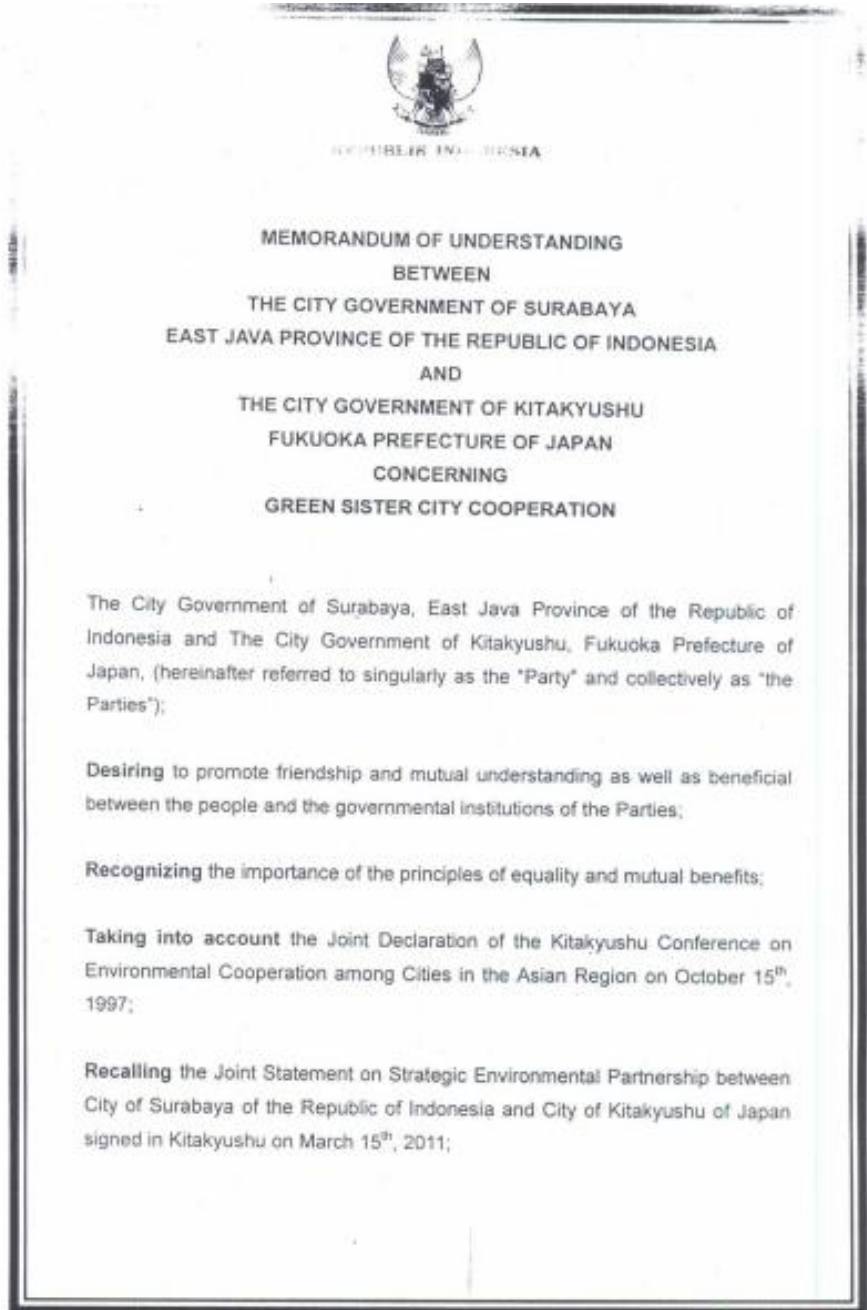 MEMORANDUM OF UNDERSTANDING
BETWEEN
THE CITY GOVERNMENT OF SURABAYA
EAST JAVA PROVINCE OF THE REPUBLIC OF INDONESIA
AND
THE CITY GOVERNMENT OF KITAKYUSHU
FUKUOKA PREFECTURE OF JAPAN
CONCERNING
GREEN SISTER CITY COOPERATION
The City Government of Surabaya, East Java Province of the Republic of
Indonesia and The City Government of Kitakyushu, Fukuoka Prefecture of
Japan, (hereinafter referred to singularly as the "Party" and collectively as "the
Parties");
Desiring to promote friendship and mutual understanding as well as beneficial
between the people and the governmental institutions of the Parties;
Recognizing the importance of the principles of equality and mutual benefits;
Taking into account the Joint Declaration of the Kitakyushu Conference on
Environmental Cooperation among Cities in the Asian Region on October 15th,
1997;
Recalling the Joint Statement on Strategic Environmental Partnership between
City of Surabaya of the Republic of Indonesia and City of Kitakyushu of Japan
signed in Kitakyushu on March 15th, 2011;